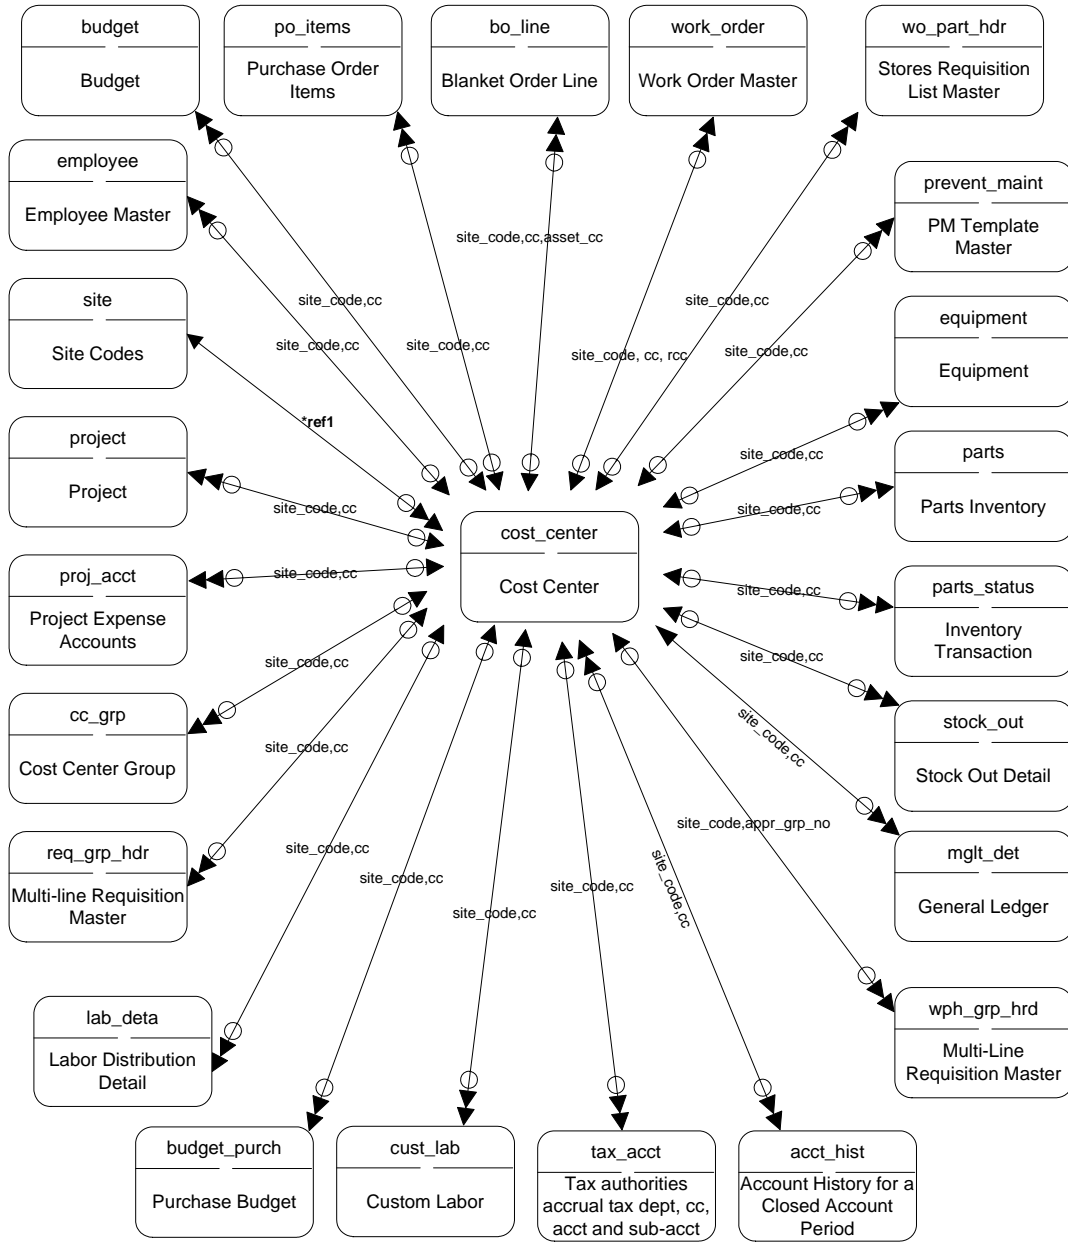 budget
Budget
po_items
Purchase Order
Items
bo_line
Blanket Order Line
work_order
Work Order Master
wo_part_hdr
Stores Requisition
List Master
employee
Employee Master
prevent_maint
PM Template
Master
site_code,cc,asset_cc
site
Site Codes
site_code,cc
site_code,cc
equipment
Equipment
site_code,cc
site_code,cc
site_code, cc, rcc
site_code,cc
*ref1
project
Project
site_code,cc
parts
Parts Inventory
site_code,cc
site_code,cc
cost_center
Cost Center
proj_acct
Project Expense
Accounts
site_code,cc
site_code,cc
parts_status
Inventory
Transaction
site_code,cc
site_code,cc
cc_grp
Cost Center Group
stock_out
Stock Out Detail
site_code,cc
site_code,cc
req_grp_hdr
Multi-line Requisition
Master
site_code,cc
site_code,appr_grp_no
mglt_det
General Ledger
site_code,cc
site_code,cc
site_code,cc
site_code,cc
lab_deta
Labor Distribution
Detail
wph_grp_hrd
Multi-Line
Requisition Master
budget_purch
Purchase Budget
cust_lab
Custom Labor
tax_acct
Tax authorities
accrual tax dept, cc,
acct and sub-acct
acct_hist
Account History for a
Closed Account
Period